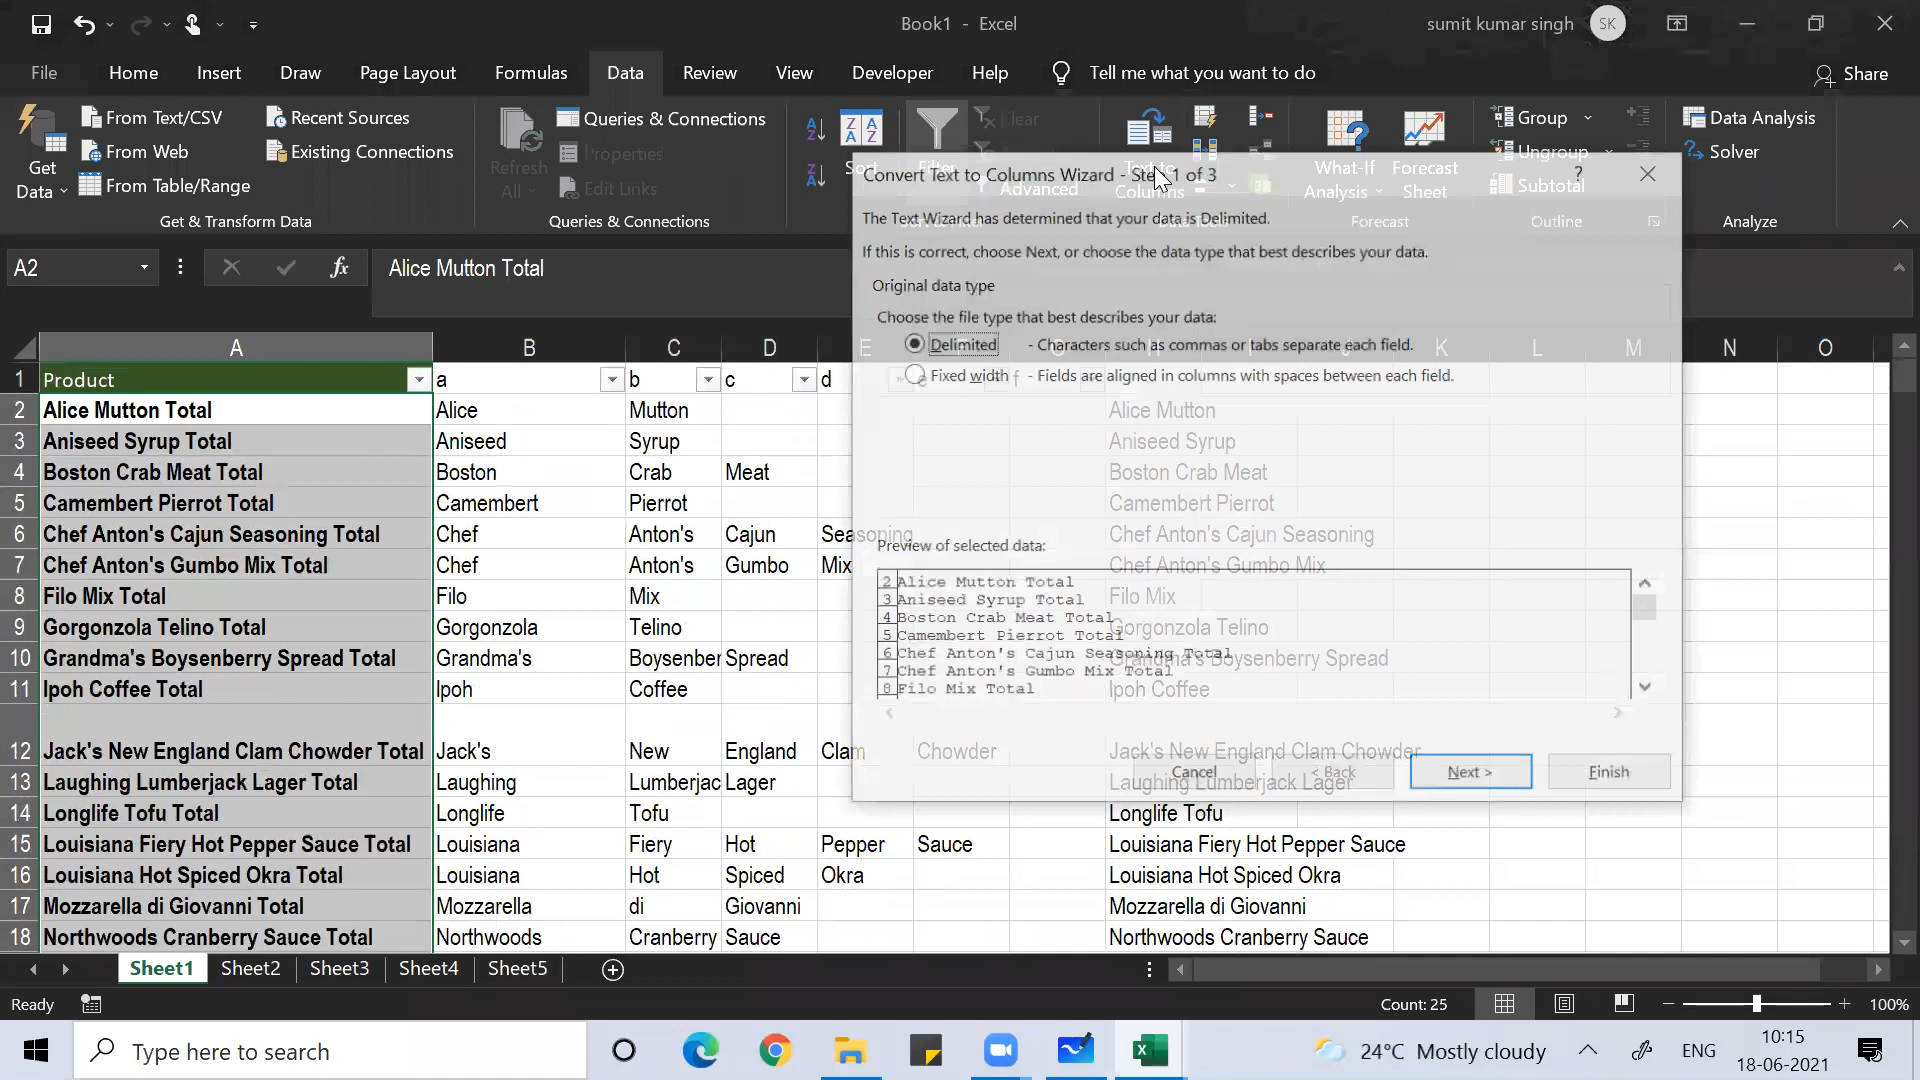 Book1 - Excel
sumit kumar singh
SK
File
Home
Insert
Draw
Page Layout
Formulas
Data
Review
View
Developer
Help
Tell me what you want to do
Share
Get Data
From Text/CSV
From Web
From Table/Range
Recent Sources
Existing Connections
Get & Transform Data
Refresh All
Queries & Connections
Properties
Edit Links
Queries & Connections
Sort
Filter
Clear
Advanced
Text to Columns
What-If Analysis
Forecast Sheet
Forecast
Group
Ungroup
Subtotal
Outline
Data Analysis
Solver
Analyze
A2
fx
Alice Mutton Total
Convert Text to Columns Wizard - Step 1 of 3
?
The Text Wizard has determined that your data is Delimited.
If this is correct, choose Next, or choose the data type that best describes your data.
Original data type
Choose the file type that best describes your data:
Delimited - Characters such as commas or tabs separate each field.
Fixed width - Fields are aligned in columns with spaces between each field.
Preview of selected data:
2 Alice Mutton Total
3 Aniseed Syrup Total
4 Boston Crab Meat Total
5 Camembert Pierrot Total
6 Chef Anton's Cajun Seasoning Total
7 Chef Anton's Gumbo Mix Total
8 Filo Mix Total
Cancel
< Back
Next >
Finish
A B C D E H K L M N O
1 Product a b c d
2 Alice Mutton Total Alice Mutton Alice Mutton
3 Aniseed Syrup Total Aniseed Syrup Aniseed Syrup
4 Boston Crab Meat Total Boston Crab Meat Boston Crab Meat
5 Camembert Pierrot Total Camembert Pierrot Camembert Pierrot
6 Chef Anton's Cajun Seasoning Total Chef Anton's Cajun Seasoning Chef Anton's Cajun Seasoning
7 Chef Anton's Gumbo Mix Total Chef Anton's Gumbo Mix Chef Anton's Gumbo Mix
8 Filo Mix Total Filo Mix Filo Mix
9 Gorgonzola Telino Total Gorgonzola Telino Gorgonzola Telino
10 Grandma's Boysenberry Spread Total Grandma's Boysenber Spread Grandma's Boysenberry Spread
11 Ipoh Coffee Total Ipoh Coffee Ipoh Coffee
12 Jack's New England Clam Chowder Total Jack's New England Clam Chowder Jack's New England Clam Chowder
13 Laughing Lumberjack Lager Total Laughing Lumberjac Lager Laughing Lumberjack Lager
14 Longlife Tofu Total Longlife Tofu Longlife Tofu
15 Louisiana Fiery Hot Pepper Sauce Total Louisiana Fiery Hot Pepper Sauce Louisiana Fiery Hot Pepper Sauce
16 Louisiana Hot Spiced Okra Total Louisiana Hot Spiced Okra Louisiana Hot Spiced Okra
17 Mozzarella di Giovanni Total Mozzarella di Giovanni Mozzarella di Giovanni
18 Northwoods Cranberry Sauce Total Northwoods Cranberry Sauce Northwoods Cranberry Sauce
Sheet1
Sheet2
Sheet3
Sheet4
Sheet5
Ready
Count: 25
100%
Type here to search
24°C Mostly cloudy
ENG
10:15
18-06-2021